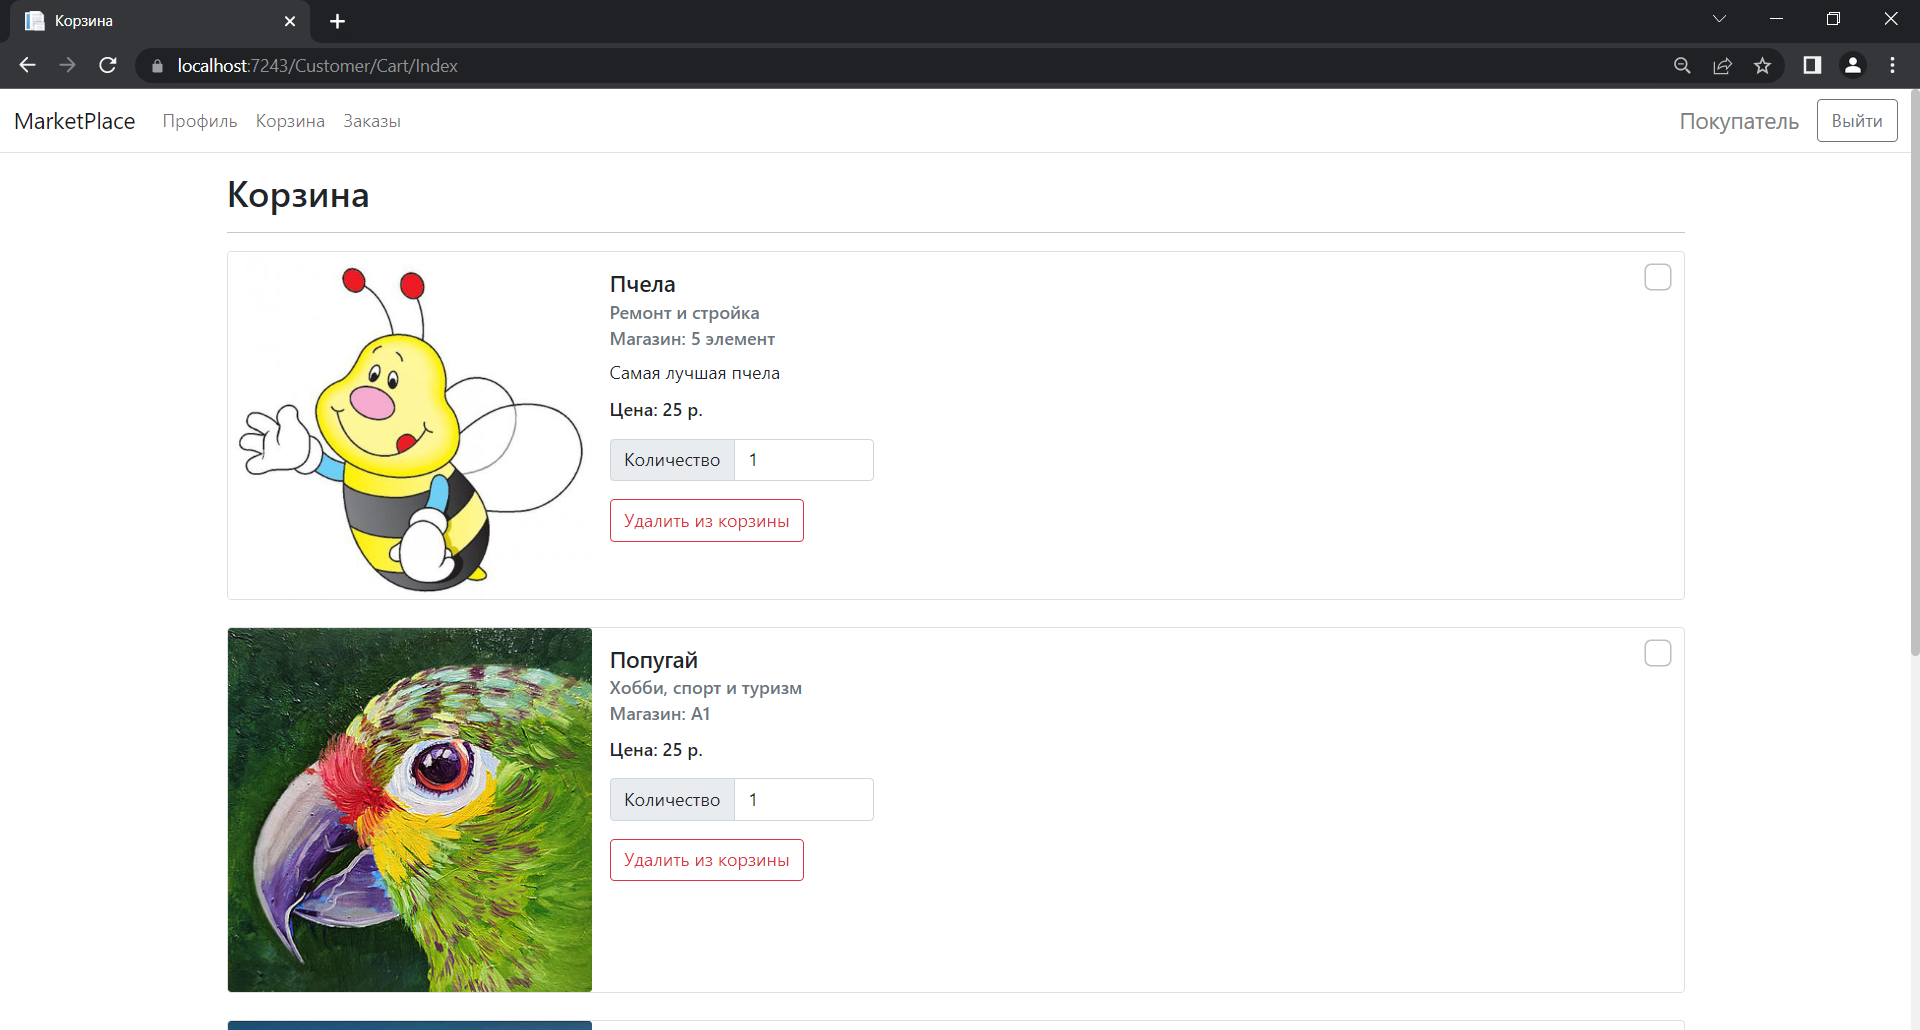 Корзина
localhost:7243/Customer/Cart/Index
MarketPlace Профиль Корзина Заказы Покупатель Выйти
Корзина
Пчела
Ремонт и стройка
Магазин: 5 элемент
Самая лучшая пчела
Цена: 25 р.
Количество 1
Удалить из корзины
Попугай
Хобби, спорт и туризм
Магазин: A1
Цена: 25 р.
Количество 1
Удалить из корзины